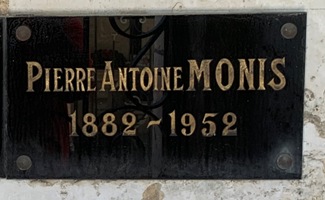 PIERRE ANTOINE MONIS
1882 ~ 1952